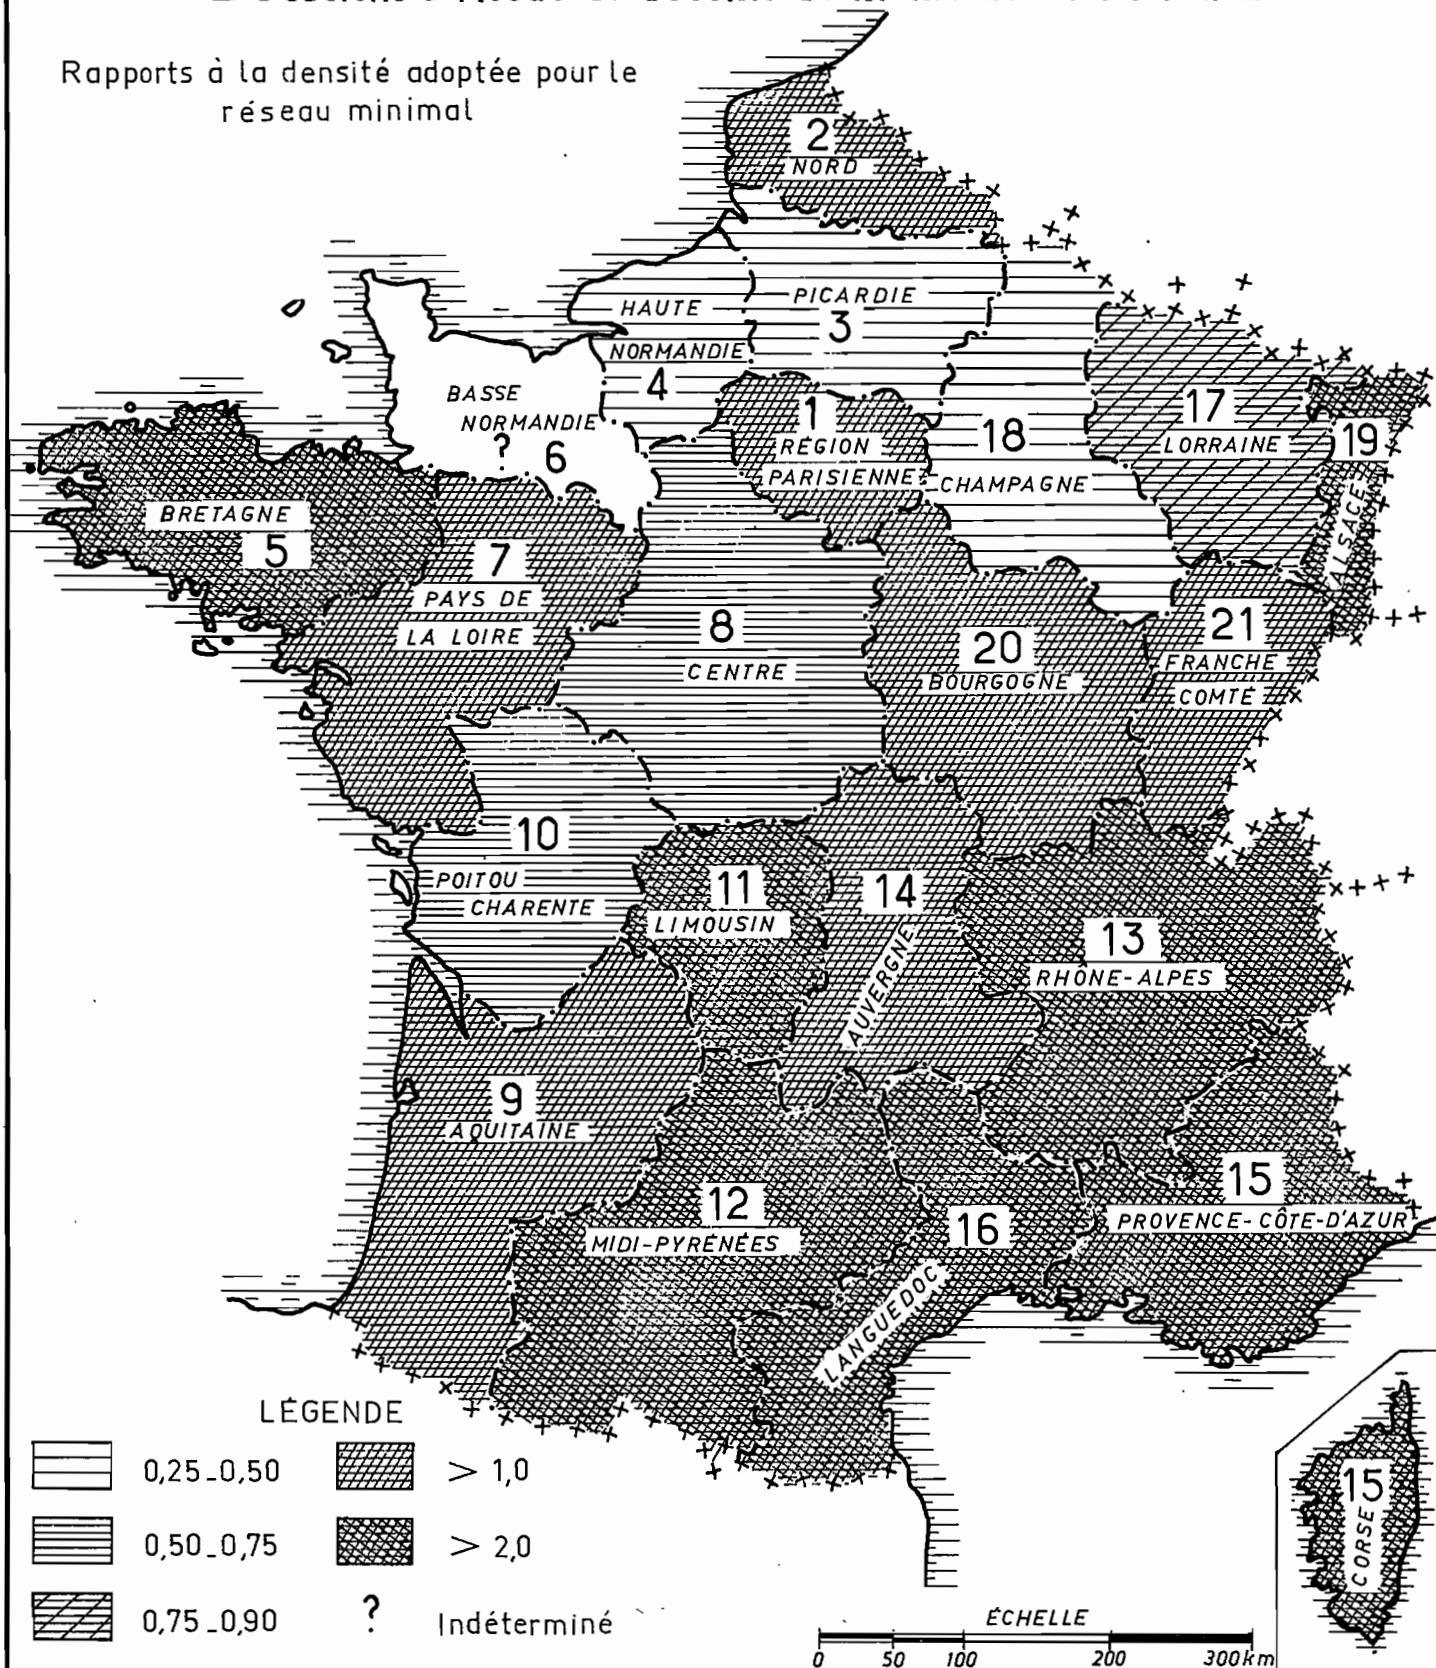 Rapports à la densité adoptée pour le
réseau minimal
2
NORD
HAUTE
NORMANDIE
4
PICARDIE
3
BASSE
NORMANDIE
? 6
1
RÉGION
PARISIENNE
18
CHAMPAGNE
17
LORRAINE
19
ALSACE
BRETAGNE
5
7
PAYS DE
LA LOIRE
8
CENTRE
20
BOURGOGNE
21
FRANCHE
COMTÉ
10
POITOU
CHARENTE
11
LIMOUSIN
14
AUVERGNE
13
RHÔNE-ALPES
9
AQUITAINE
12
MIDI-PYRÉNÉES
16
LANGUEDOC
15
PROVENCE-CÔTE-D'AZUR
15
CORSE
LÉGENDE
0,25_0,50
> 1,0
0,50_0,75
> 2,0
0,75_0,90
? Indéterminé
ÉCHELLE
0 50 100 200 300km